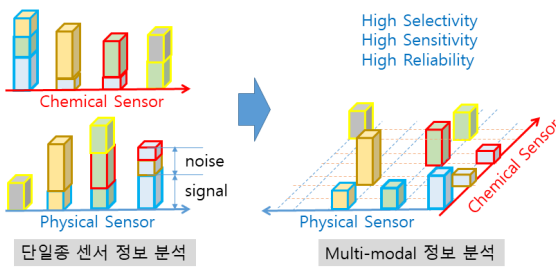 High Selectivity
High Sensitivity
High Reliability
Chemical Sensor
noise
signal
Physical Sensor
단일종 센서 정보 분석
Chemical Sensor
Physical Sensor
Multi-modal 정보 분석